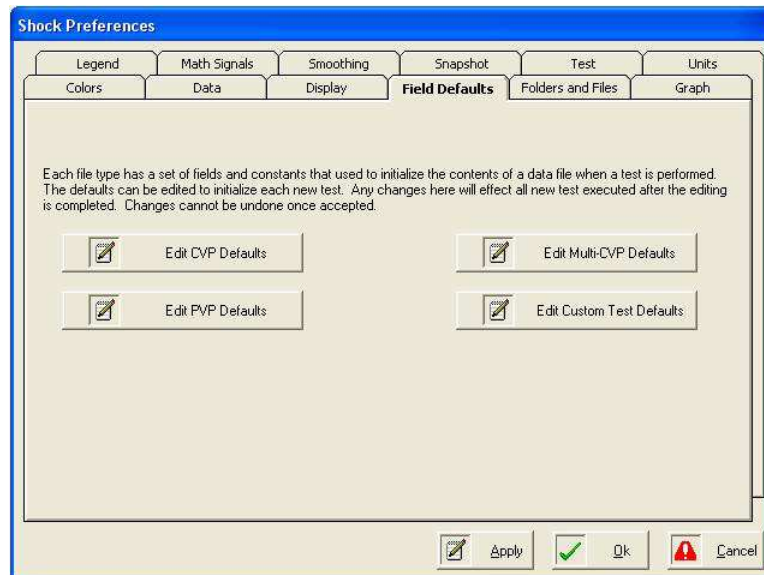 Shock Preferences
Legend Math Signals Smoothing Snapshot Test Units
Colors Data Display Field Defaults Folders and Files Graph
Each file type has a set of fields and constants that used to initialize the contents of a data file when a test is performed.
The defaults can be edited to initialize each new test. Any changes here will effect all new test executed after the editing
is completed. Changes cannot be undone once accepted.
Edit CVP Defaults Edit Multi-CVP Defaults
Edit PVP Defaults Edit Custom Test Defaults
Apply Ok Cancel